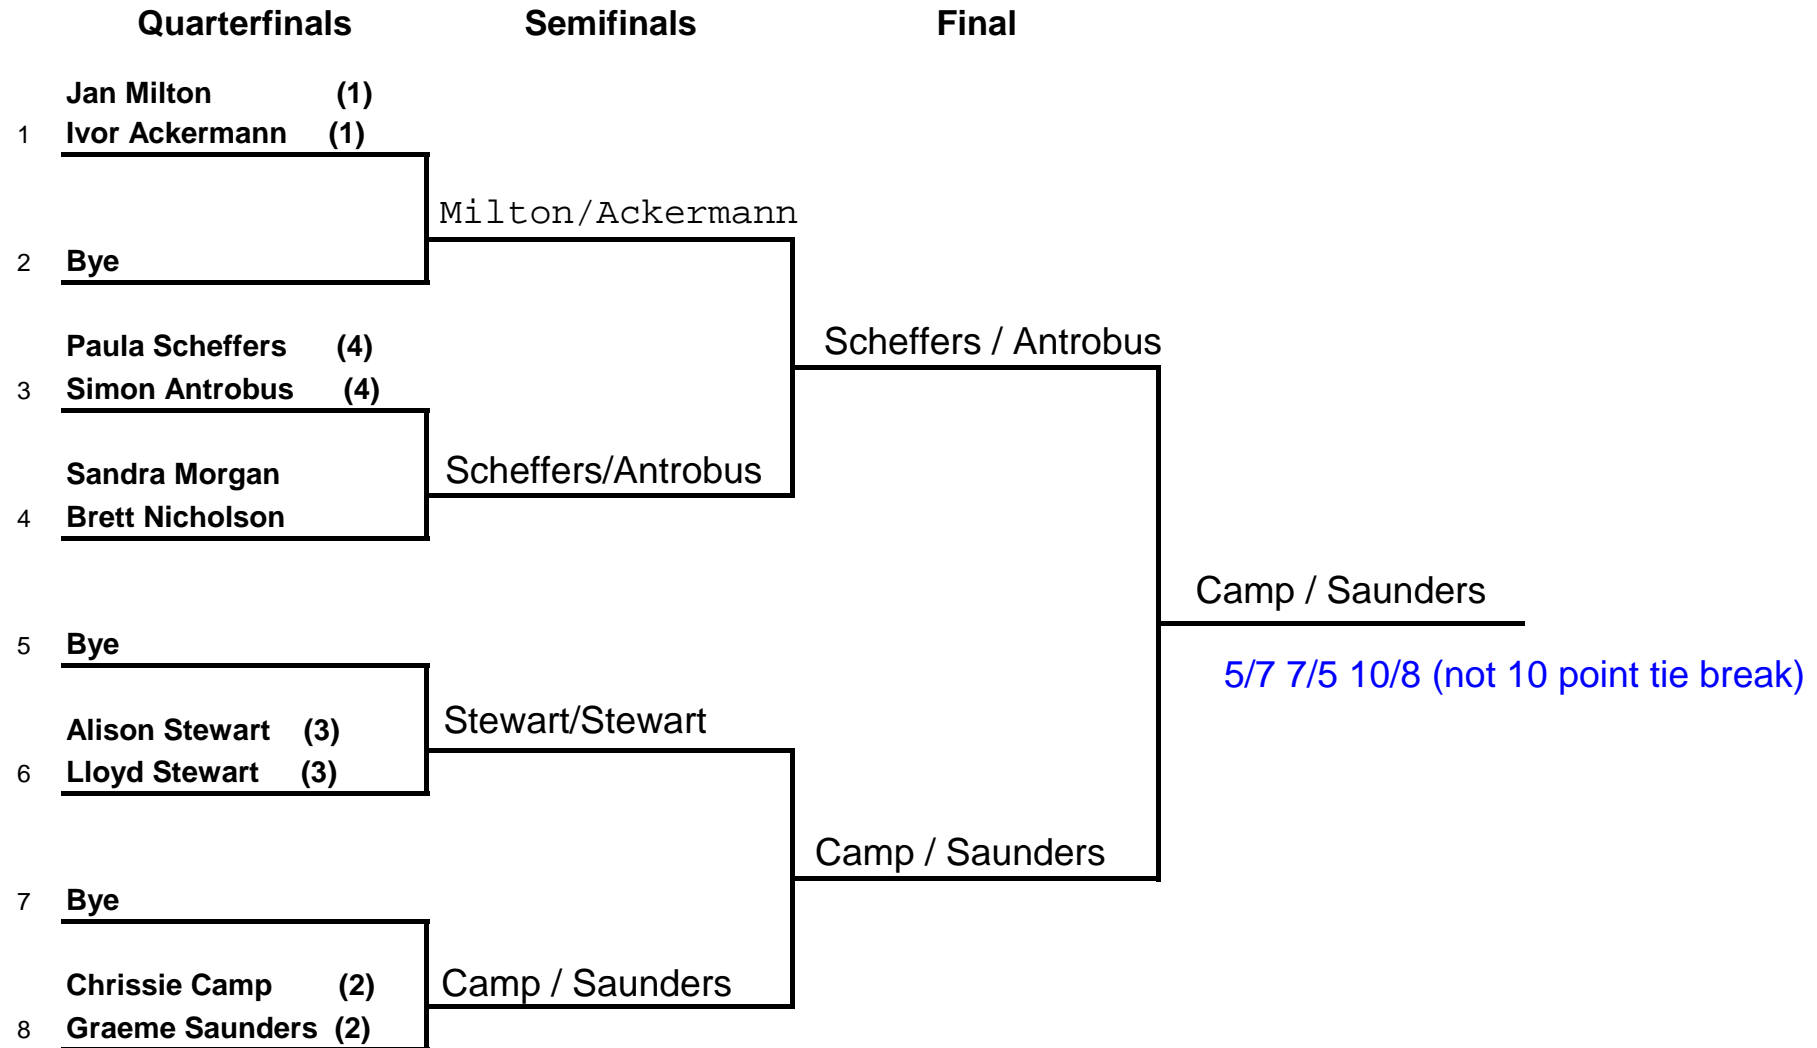 Quarterfinals Semifinals Final
Jan Milton (1)
1 Ivor Ackermann (1)
Milton/Ackermann
2 Bye
Paula Scheffers (4)
Scheffers / Antrobus
3 Simon Antrobus (4)
Sandra Morgan
Scheffers/Antrobus
4 Brett Nicholson
Camp / Saunders
5 Bye
5/7 7/5 10/8 (not 10 point tie break)
Alison Stewart (3)
Stewart/Stewart
6 Lloyd Stewart (3)
Camp / Saunders
7 Bye
Chrissie Camp (2)
Camp / Saunders
8 Graeme Saunders (2)